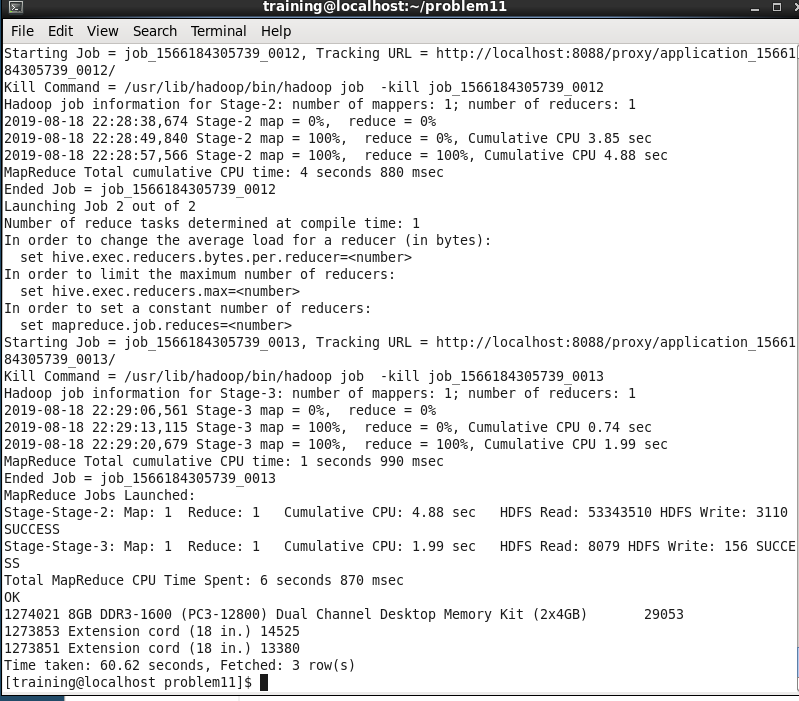 training@localhost:~/problem11
File Edit View Search Terminal Help
Starting Job = job_1566184305739_0012, Tracking URL = http://localhost:8088/proxy/application_15661
84305739_0012/
Kill Command = /usr/lib/hadoop/bin/hadoop job  -kill job_1566184305739_0012
Hadoop job information for Stage-2: number of mappers: 1; number of reducers: 1
2019-08-18 22:28:38,674 Stage-2 map = 0%,  reduce = 0%
2019-08-18 22:28:49,840 Stage-2 map = 100%,  reduce = 0%, Cumulative CPU 3.85 sec
2019-08-18 22:28:57,566 Stage-2 map = 100%,  reduce = 100%, Cumulative CPU 4.88 sec
MapReduce Total cumulative CPU time: 4 seconds 880 msec
Ended Job = job_1566184305739_0012
Launching Job 2 out of 2
Number of reduce tasks determined at compile time: 1
In order to change the average load for a reducer (in bytes):
  set hive.exec.reducers.bytes.per.reducer=<number>
In order to limit the maximum number of reducers:
  set hive.exec.reducers.max=<number>
In order to set a constant number of reducers:
  set mapreduce.job.reduces=<number>
Starting Job = job_1566184305739_0013, Tracking URL = http://localhost:8088/proxy/application_15661
84305739_0013/
Kill Command = /usr/lib/hadoop/bin/hadoop job  -kill job_1566184305739_0013
Hadoop job information for Stage-3: number of mappers: 1; number of reducers: 1
2019-08-18 22:29:06,561 Stage-3 map = 0%,  reduce = 0%
2019-08-18 22:29:13,115 Stage-3 map = 100%,  reduce = 0%, Cumulative CPU 0.74 sec
2019-08-18 22:29:20,679 Stage-3 map = 100%,  reduce = 100%, Cumulative CPU 1.99 sec
MapReduce Total cumulative CPU time: 1 seconds 990 msec
Ended Job = job_1566184305739_0013
MapReduce Jobs Launched:
Stage-Stage-2: Map: 1  Reduce: 1   Cumulative CPU: 4.88 sec   HDFS Read: 53343510 HDFS Write: 3110
SUCCESS
Stage-Stage-3: Map: 1  Reduce: 1   Cumulative CPU: 1.99 sec   HDFS Read: 8079 HDFS Write: 156 SUCCE
SS
Total MapReduce CPU Time Spent: 6 seconds 870 msec
OK
1274021 8GB DDR3-1600 (PC3-12800) Dual Channel Desktop Memory Kit (2x4GB)       29053
1273853 Extension cord (18 in.) 14525
1273851 Extension cord (18 in.) 13380
Time taken: 60.62 seconds, Fetched: 3 row(s)
[training@localhost problem11]$